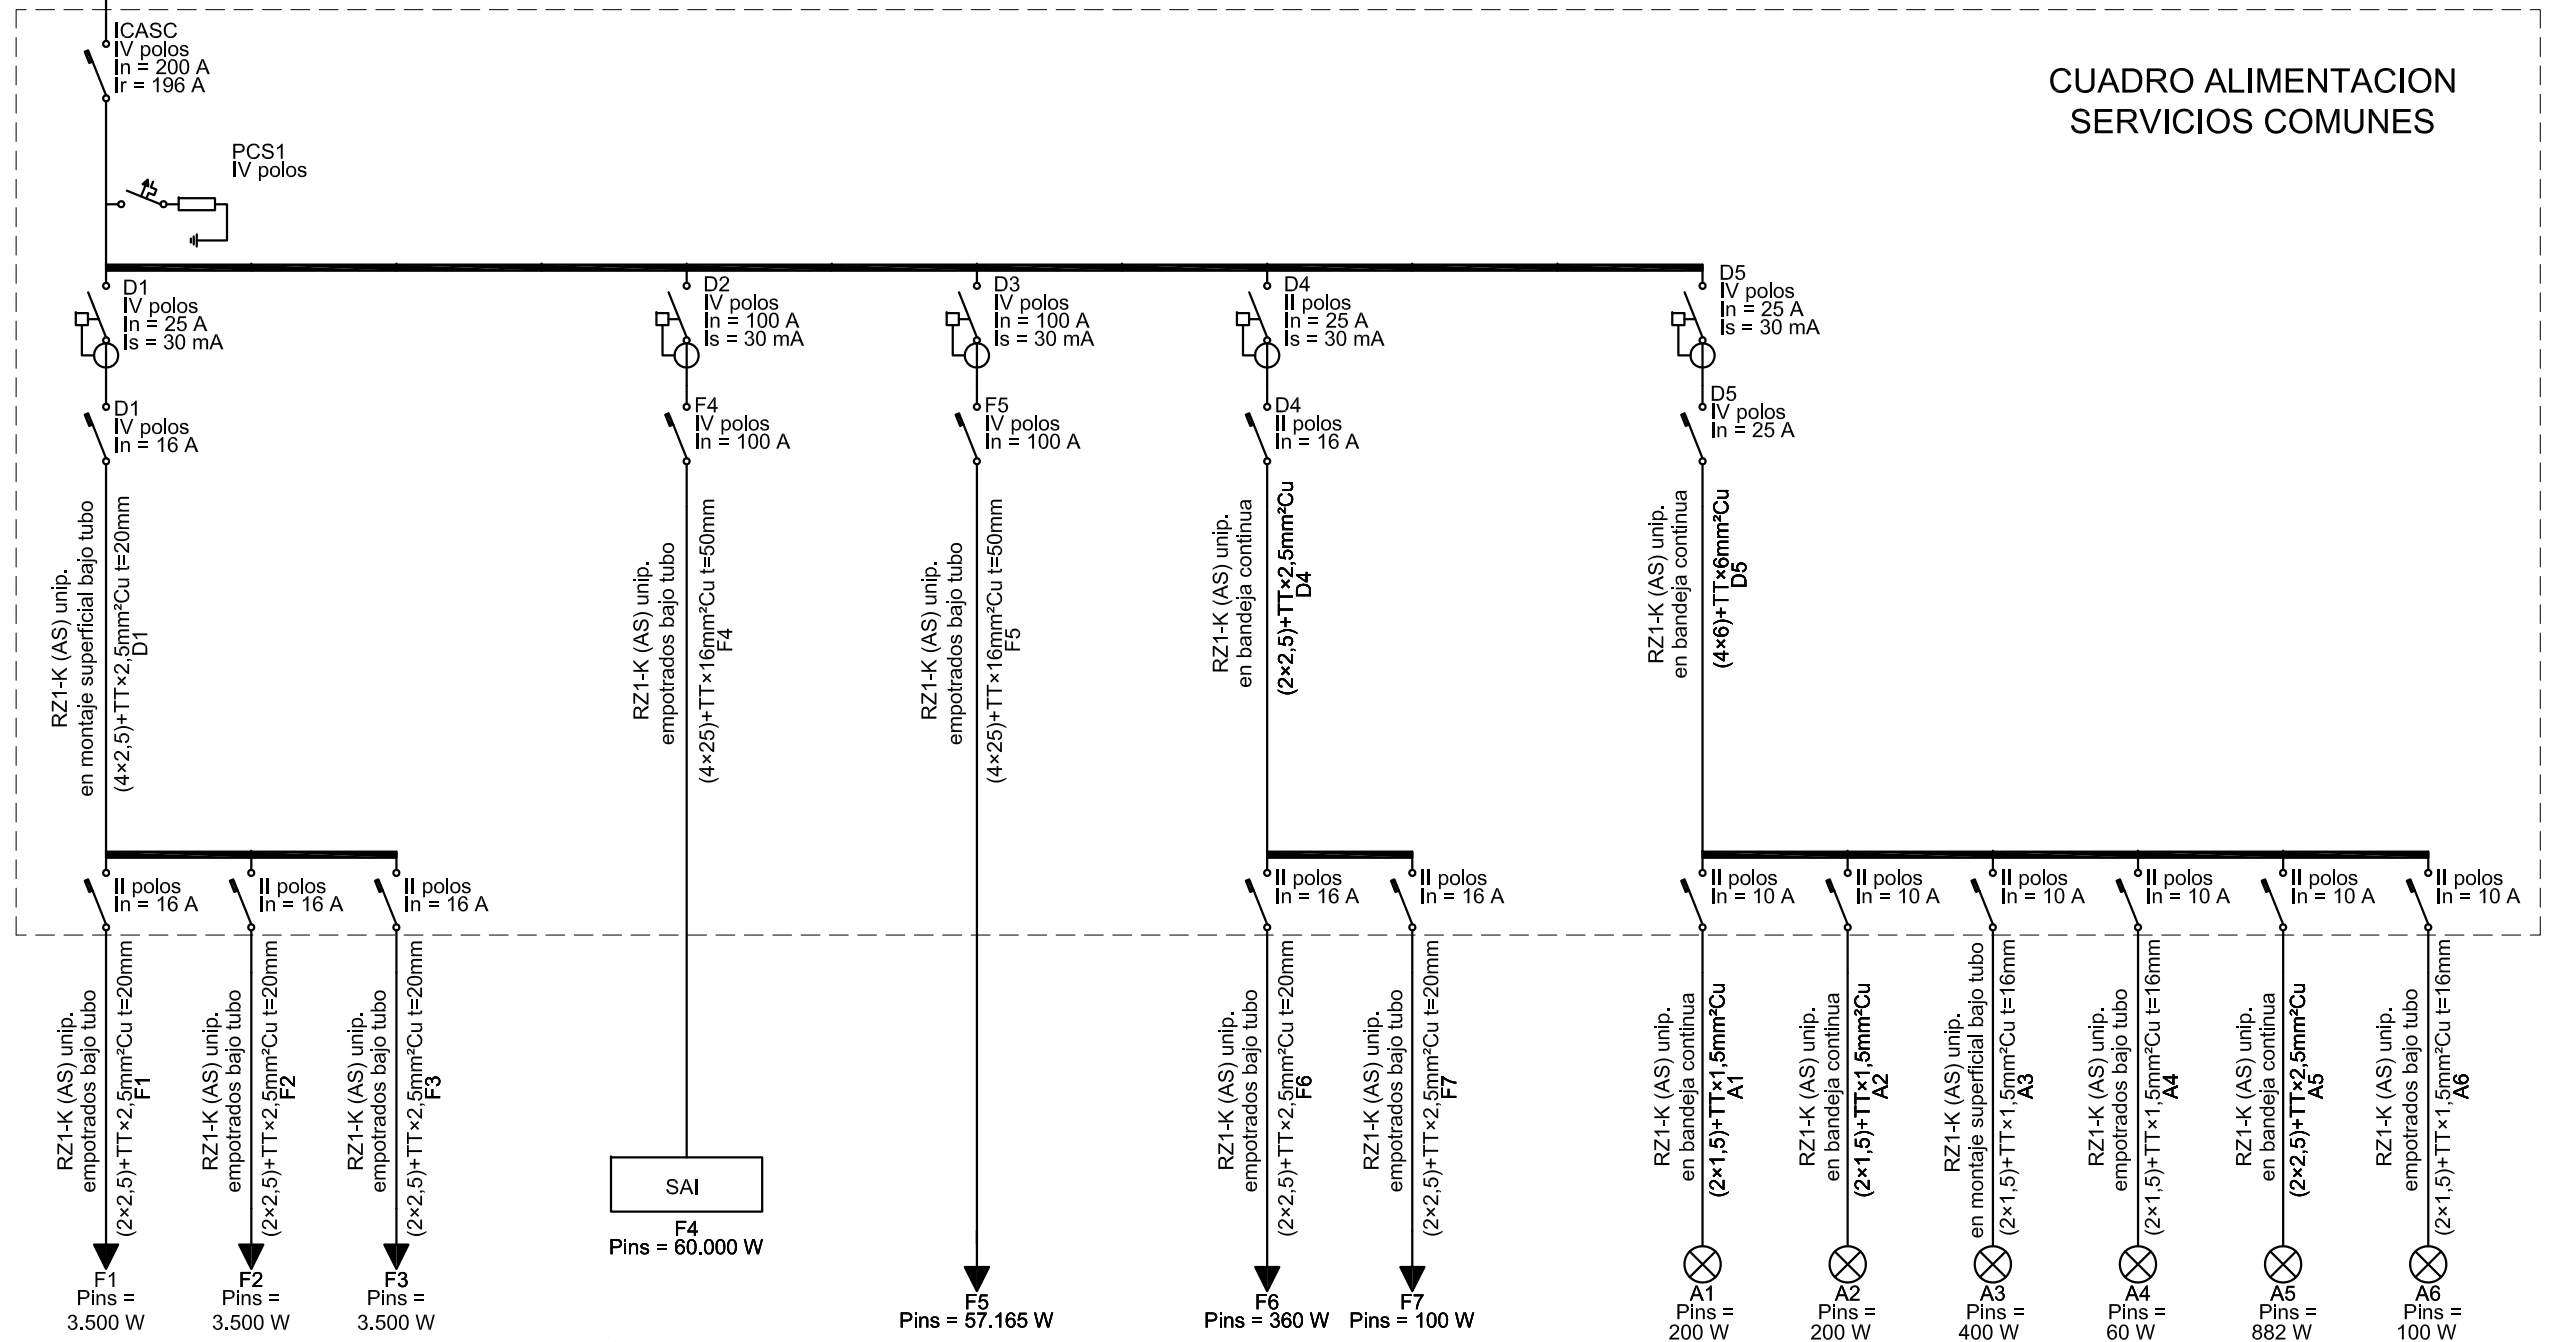 ICASC
IV polos
In = 200 A
Ir = 196 A
CUADRO ALIMENTACION
SERVICIOS COMUNES
PCS1
IV polos
D1
IV polos
In = 25 A
Is = 30 mA
D2
IV polos
In = 100 A
Is = 30 mA
D3
IV polos
In = 100 A
Is = 30 mA
D4
II polos
In = 25 A
Is = 30 mA
D5
IV polos
In = 25 A
Is = 30 mA
D1
IV polos
In = 16 A
F4
IV polos
In = 100 A
F5
IV polos
In = 100 A
D4
II polos
In = 16 A
D5
IV polos
In = 25 A
RZ1-K (AS) unip.
en montaje superficial bajo tubo
(4×2,5)+TT×2,5mm²Cu t=20mm
D1
RZ1-K (AS) unip.
empotrados bajo tubo
(4×25)+TT×16mm²Cu t=50mm
F4
RZ1-K (AS) unip.
empotrados bajo tubo
(4×25)+TT×16mm²Cu t=50mm
F5
RZ1-K (AS) unip.
en bandeja continua
(2×2,5)+TT×2,5mm²Cu
D4
RZ1-K (AS) unip.
en bandeja continua
(4×6)+TT×6mm²Cu
D5
II polos
In = 16 A
II polos
In = 16 A
II polos
In = 16 A
II polos
In = 16 A
II polos
In = 16 A
II polos
In = 10 A
II polos
In = 10 A
II polos
In = 10 A
II polos
In = 10 A
II polos
In = 10 A
II polos
In = 10 A
RZ1-K (AS) unip.
empotrados bajo tubo
(2×2,5)+TT×2,5mm²Cu t=20mm
F1
RZ1-K (AS) unip.
empotrados bajo tubo
(2×2,5)+TT×2,5mm²Cu t=20mm
F2
RZ1-K (AS) unip.
empotrados bajo tubo
(2×2,5)+TT×2,5mm²Cu t=20mm
F3
RZ1-K (AS) unip.
empotrados bajo tubo
(2×2,5)+TT×2,5mm²Cu t=20mm
F6
RZ1-K (AS) unip.
empotrados bajo tubo
(2×2,5)+TT×2,5mm²Cu t=20mm
F7
RZ1-K (AS) unip.
en bandeja continua
(2×1,5)+TT×1,5mm²Cu
A1
RZ1-K (AS) unip.
en bandeja continua
(2×1,5)+TT×1,5mm²Cu
A2
RZ1-K (AS) unip.
en montaje superficial bajo tubo
(2×1,5)+TT×1,5mm²Cu t=16mm
A3
RZ1-K (AS) unip.
empotrados bajo tubo
(2×1,5)+TT×1,5mm²Cu t=16mm
A4
RZ1-K (AS) unip.
en bandeja continua
(2×2,5)+TT×2,5mm²Cu
A5
RZ1-K (AS) unip.
empotrados bajo tubo
(2×1,5)+TT×1,5mm²Cu t=16mm
A6
F1
Pins =
3.500 W
F2
Pins =
3.500 W
F3
Pins =
3.500 W
SAI
F4
Pins = 60.000 W
F5
Pins = 57.165 W
F6
Pins = 360 W
F7
Pins = 100 W
A1
Pins =
200 W
A2
Pins =
200 W
A3
Pins =
400 W
A4
Pins =
60 W
A5
Pins =
882 W
A6
Pins =
100 W